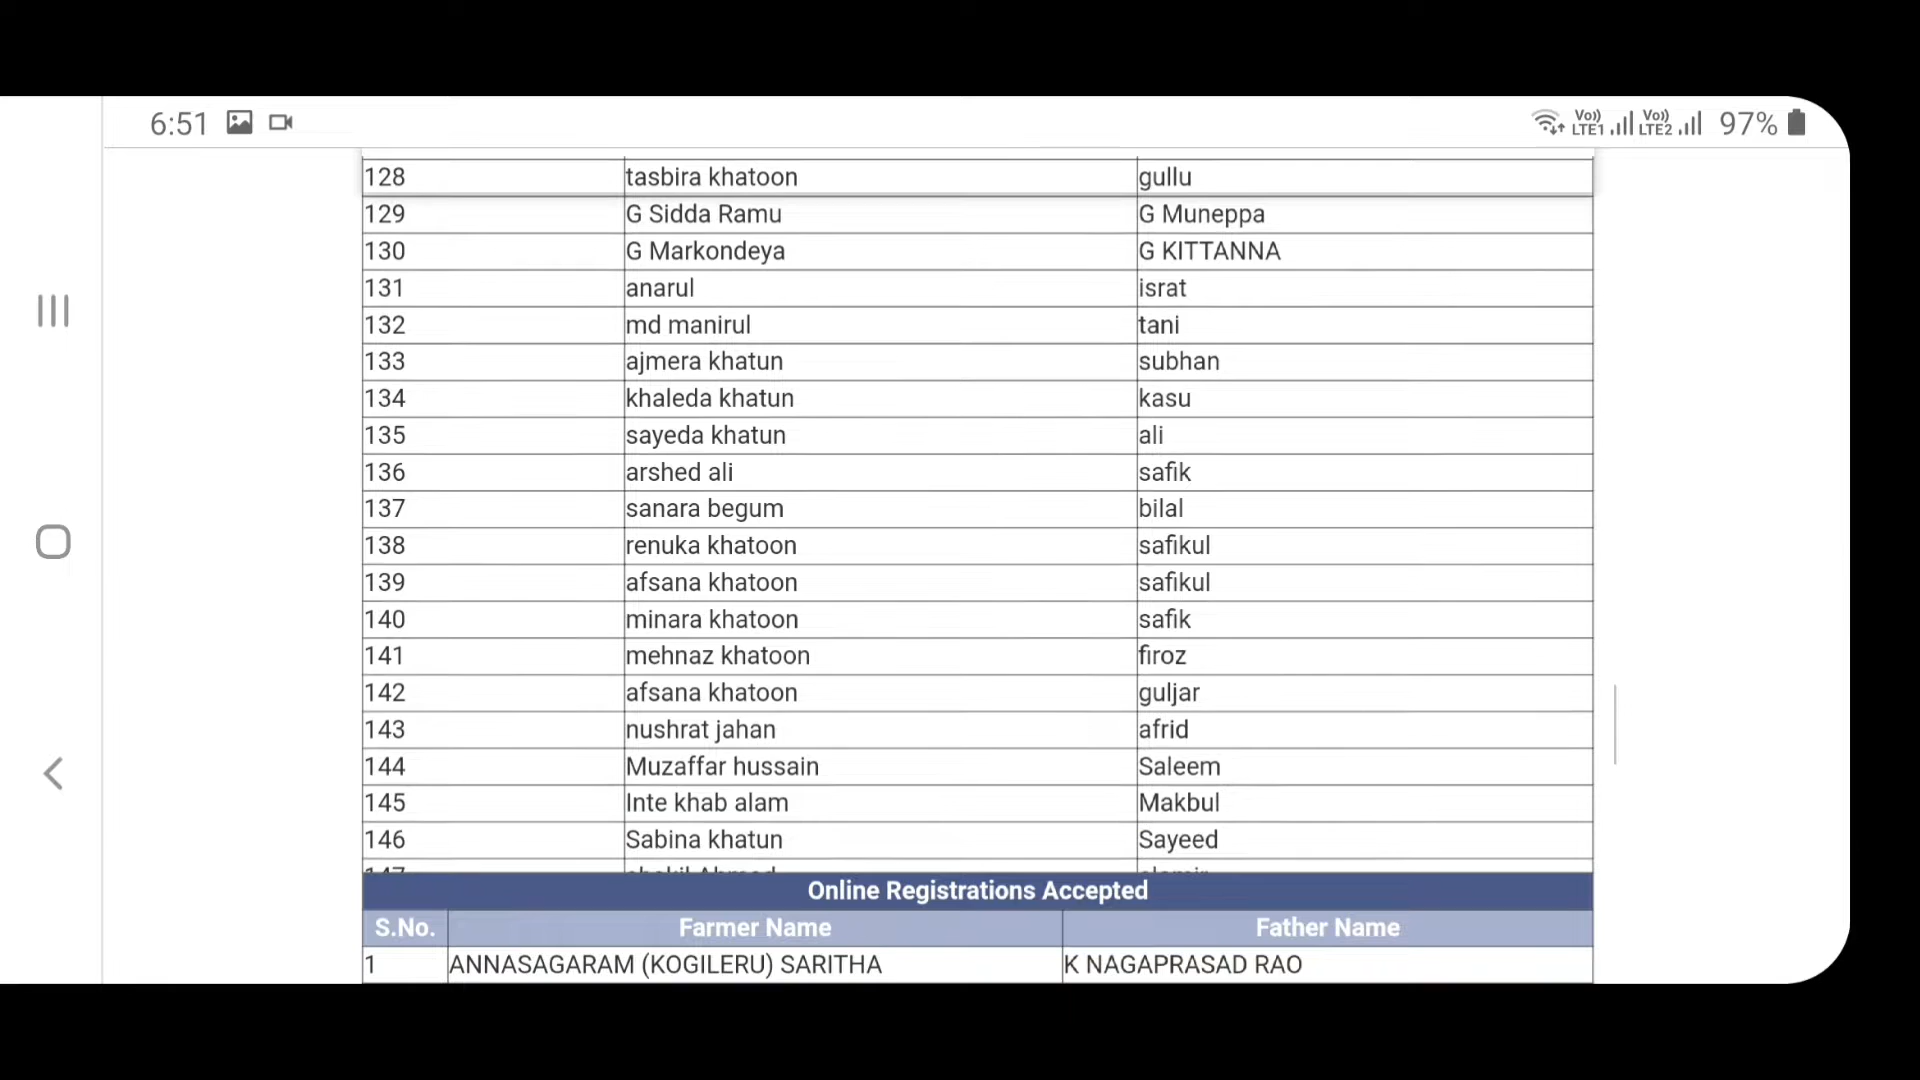 6:51 Vo)) LTE1 Vo)) LTE2 97%
128 tasbira khatoon gullu
129 G Sidda Ramu G Muneppa
130 G Markondeya G KITTANNA
131 anarul israt
132 md manirul tani
133 ajmera khatun subhan
134 khaleda khatun kasu
135 sayeda khatun ali
136 arshed ali safik
137 sanara begum bilal
138 renuka khatoon safikul
139 afsana khatoon safikul
140 minara khatoon safik
141 mehnaz khatoon firoz
142 afsana khatoon guljar
143 nushrat jahan afrid
144 Muzaffar hussain Saleem
145 Inte khab alam Makbul
146 Sabina khatun Sayeed
Online Registrations Accepted
S.No. Farmer Name Father Name
1 ANNASAGARAM (KOGILERU) SARITHA K NAGAPRASAD RAO